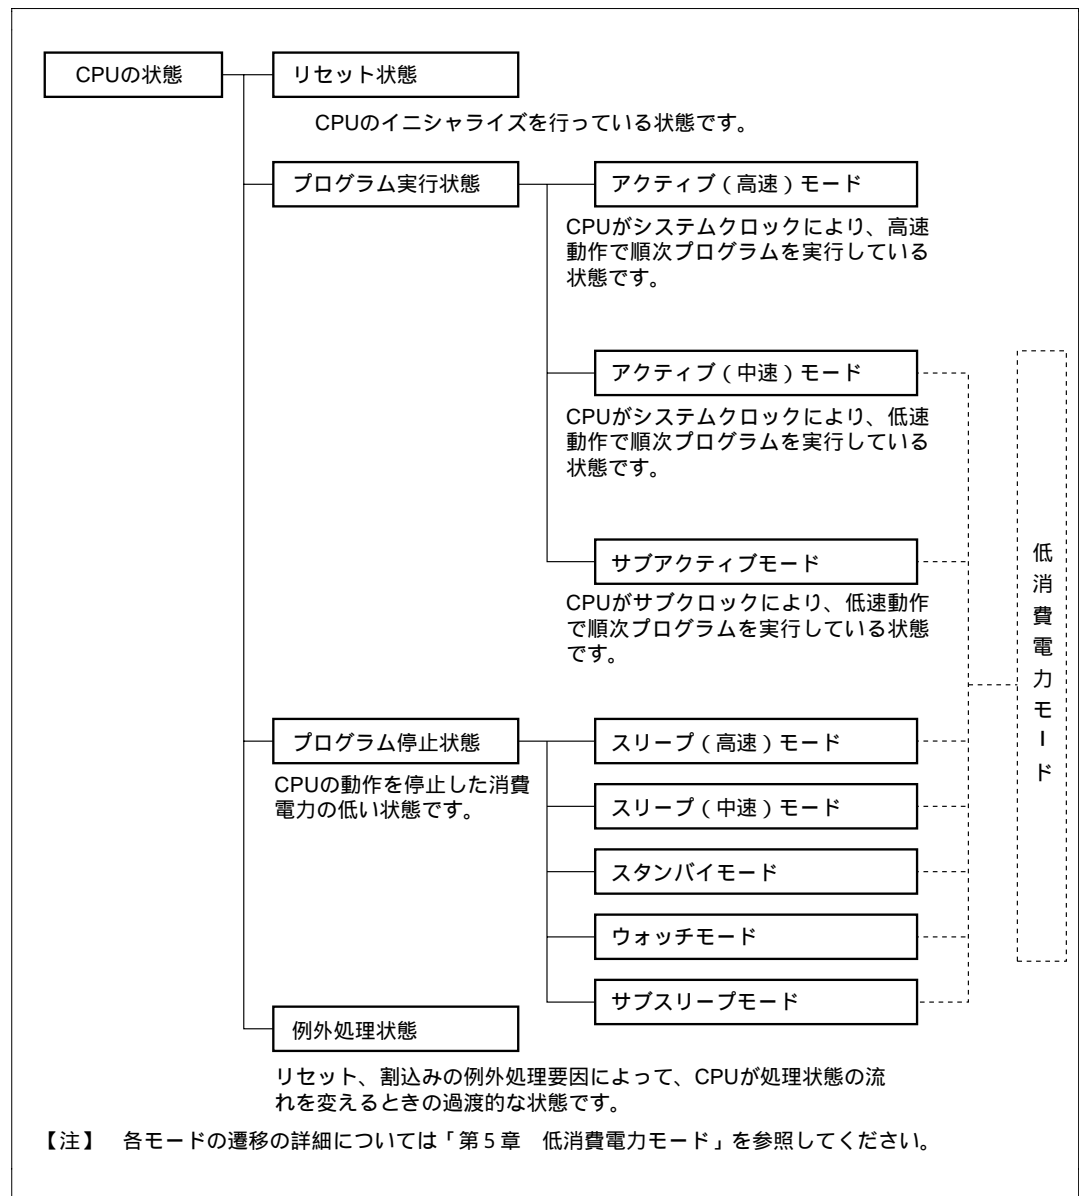 CPUの状態
リセット状態
CPUのイニシャライズを行っている状態です。
プログラム実行状態
アクティブ（高速）モード
CPUがシステムクロックにより、高速
動作で順次プログラムを実行している
状態です。
アクティブ（中速）モード
CPUがシステムクロックにより、低速
動作で順次プログラムを実行している
状態です。
サブアクティブモード
CPUがサブクロックにより、低速動作
で順次プログラムを実行している状態
です。
低消費電力モード
プログラム停止状態
CPUの動作を停止した消費
電力の低い状態です。
スリープ（高速）モード
スリープ（中速）モード
スタンバイモード
ウォッチモード
サブスリープモード
例外処理状態
リセット、割込みの例外処理要因によって、CPUが処理状態の流
れを変えるときの過渡的な状態です。
【注】　各モードの遷移の詳細については「第５章　低消費電力モード」を参照してください。